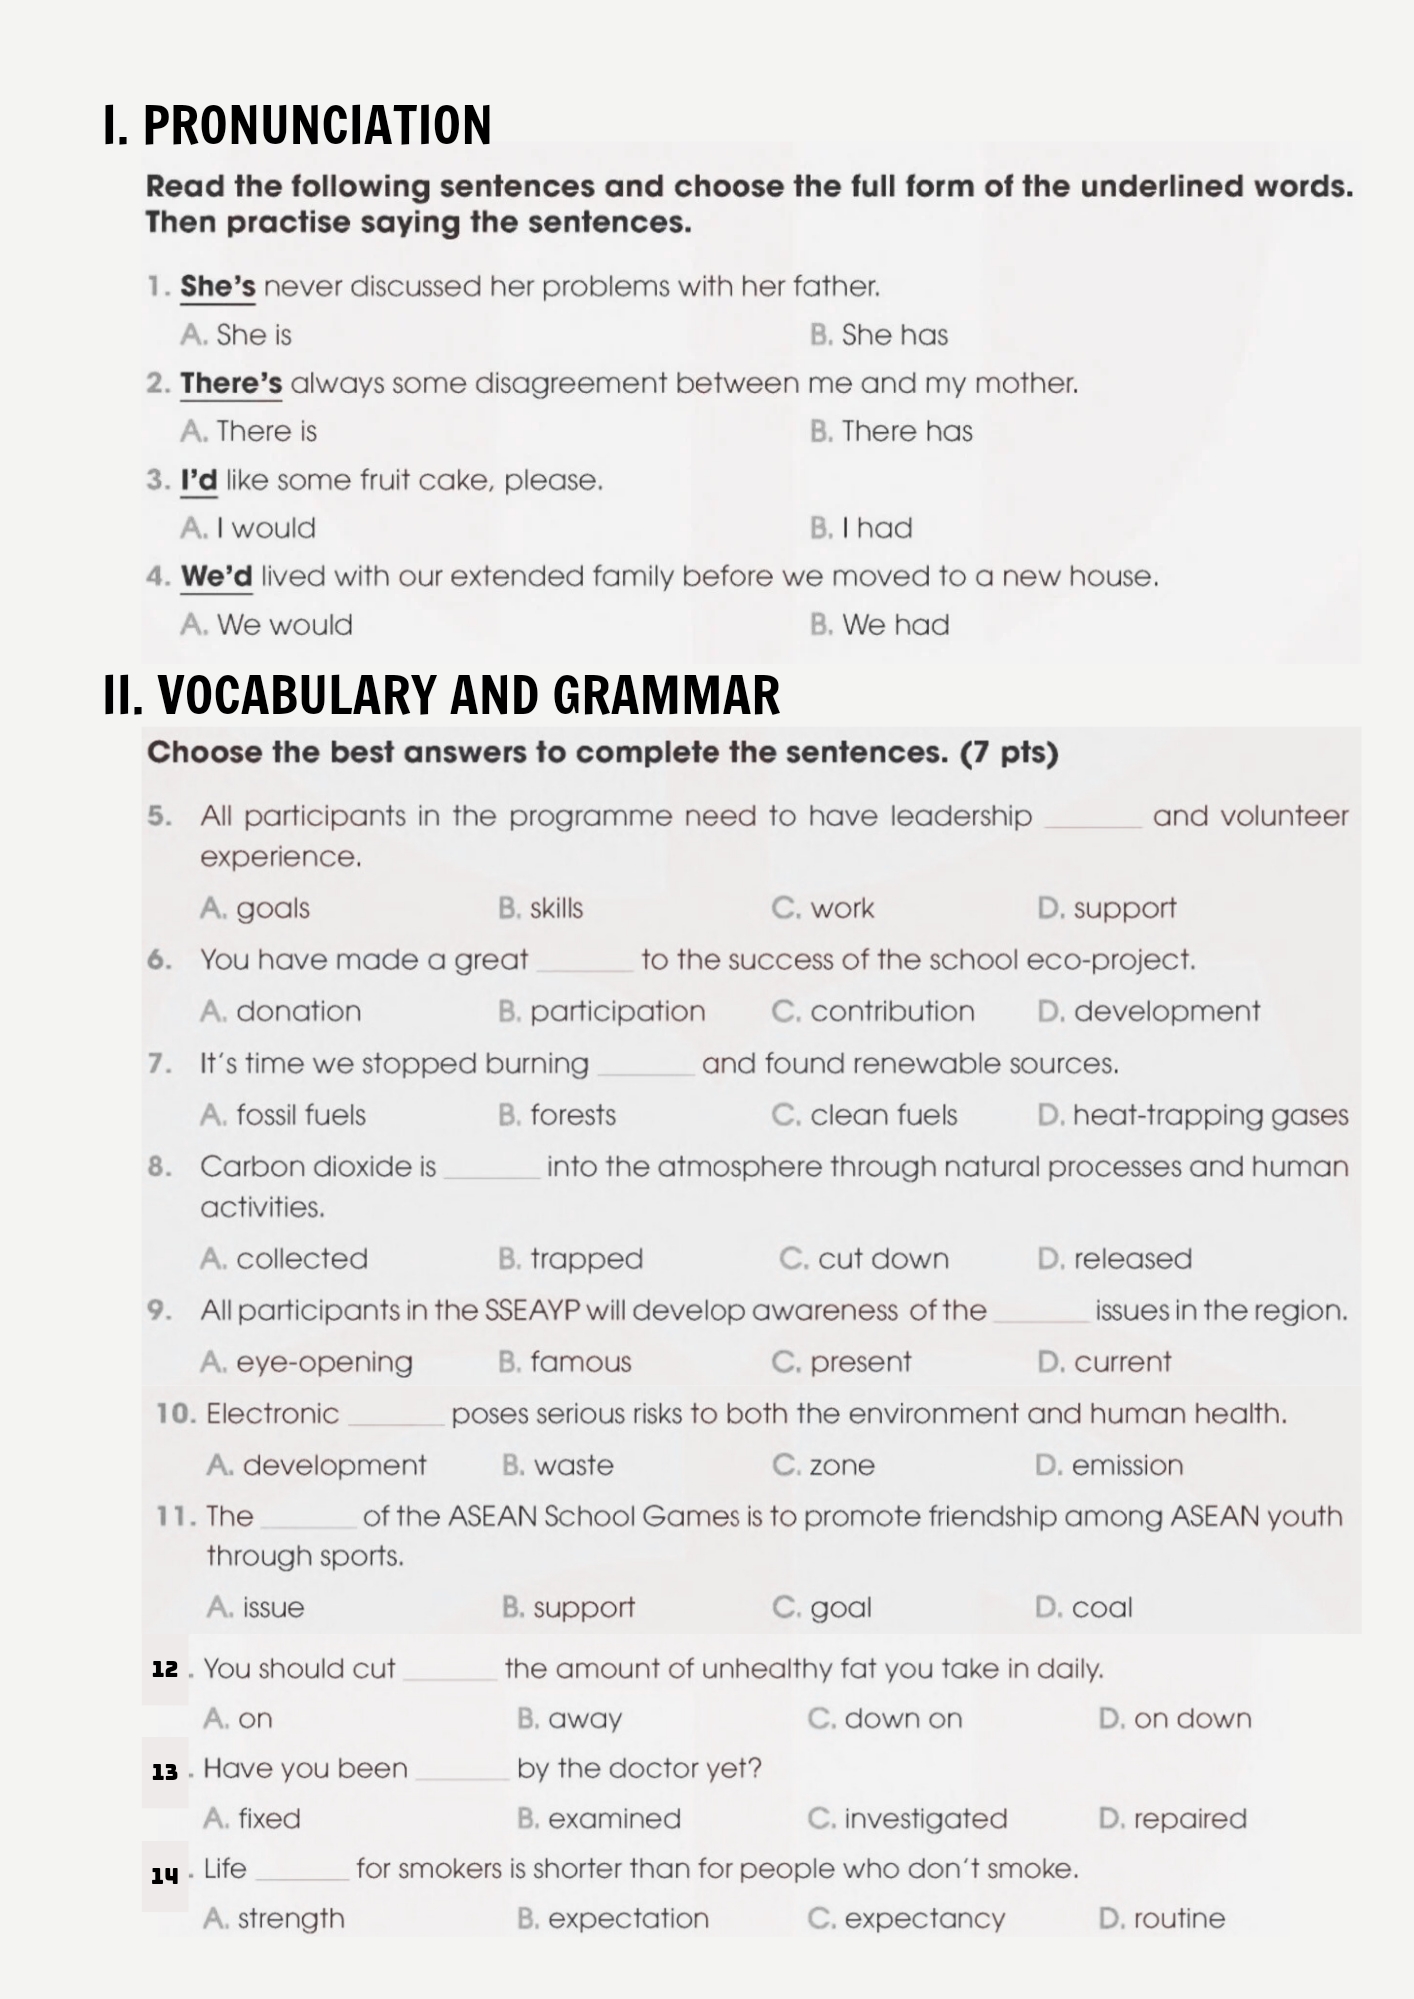 I. PRONUNCIATION
Read the following sentences and choose the full form of the underlined words.
Then practise saying the sentences.
1. She's never discussed her problems with her father.
A. She is B. She has
2. There's always some disagreement between me and my mother.
A. There is B. There has
3. I'd like some fruit cake, please.
A. I would B. I had
4. We'd lived with our extended family before we moved to a new house.
A. We would B. We had
II. VOCABULARY AND GRAMMAR
Choose the best answers to complete the sentences. (7 pts)
5. All participants in the programme need to have leadership ______ and volunteer
experience.
A. goals B. skills C. work D. support
6. You have made a great ______ to the success of the school eco-project.
A. donation B. participation C. contribution D. development
7. It's time we stopped burning ______ and found renewable sources.
A. fossil fuels B. forests C. clean fuels D. heat-trapping gases
8. Carbon dioxide is ______ into the atmosphere through natural processes and human
activities.
A. collected B. trapped C. cut down D. released
9. All participants in the SSEAYP will develop awareness of the ______ issues in the region.
A. eye-opening B. famous C. present D. current
10. Electronic ______ poses serious risks to both the environment and human health.
A. development B. waste C. zone D. emission
11. The ______ of the ASEAN School Games is to promote friendship among ASEAN youth
through sports.
A. issue B. support C. goal D. coal
12 . You should cut ______ the amount of unhealthy fat you take in daily.
A. on B. away C. down on D. on down
13 . Have you been ______ by the doctor yet?
A. fixed B. examined C. investigated D. repaired
14 . Life ______ for smokers is shorter than for people who don't smoke.
A. strength B. expectation C. expectancy D. routine